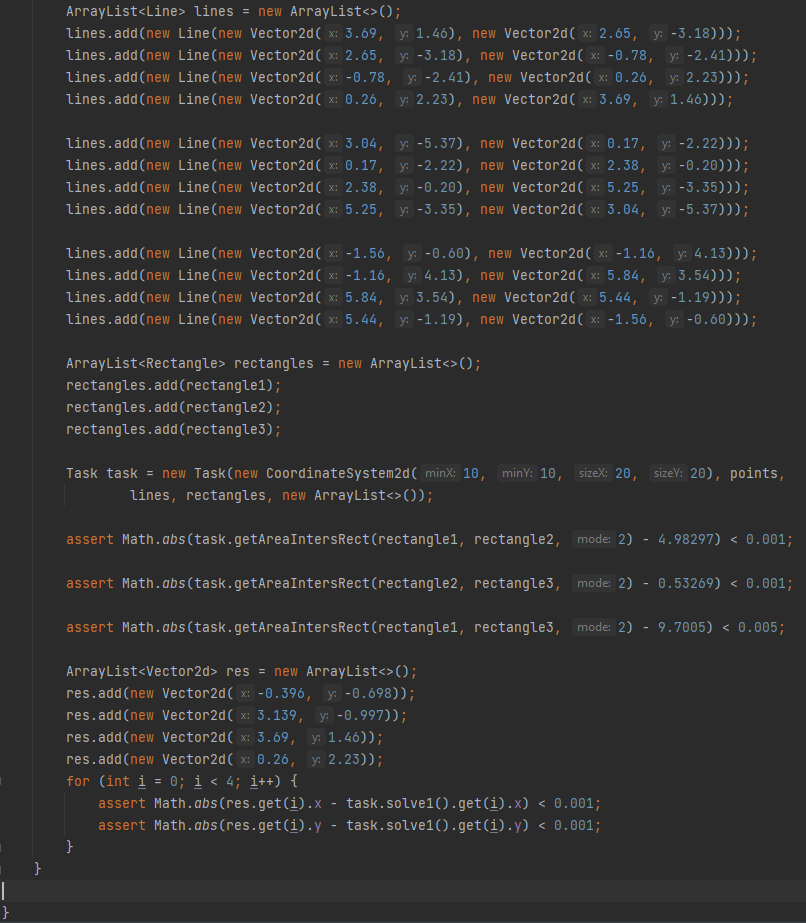 ArrayList<Line> lines = new ArrayList<>();
lines.add(new Line(new Vector2d( x: 3.69, y: 1.46), new Vector2d( x: 2.65, y: -3.18)));
lines.add(new Line(new Vector2d( x: 2.65, y: -3.18), new Vector2d( x: -0.78, y: -2.41)));
lines.add(new Line(new Vector2d( x: -0.78, y: -2.41), new Vector2d( x: 0.26, y: 2.23)));
lines.add(new Line(new Vector2d( x: 0.26, y: 2.23), new Vector2d( x: 3.69, y: 1.46)));
lines.add(new Line(new Vector2d( x: 3.04, y: -5.37), new Vector2d( x: 0.17, y: -2.22)));
lines.add(new Line(new Vector2d( x: 0.17, y: -2.22), new Vector2d( x: 2.38, y: -0.20)));
lines.add(new Line(new Vector2d( x: 2.38, y: -0.20), new Vector2d( x: 5.25, y: -3.35)));
lines.add(new Line(new Vector2d( x: 5.25, y: -3.35), new Vector2d( x: 3.04, y: -5.37)));
lines.add(new Line(new Vector2d( x: -1.56, y: -0.60), new Vector2d( x: -1.16, y: 4.13)));
lines.add(new Line(new Vector2d( x: -1.16, y: 4.13), new Vector2d( x: 5.84, y: 3.54)));
lines.add(new Line(new Vector2d( x: 5.84, y: 3.54), new Vector2d( x: 5.44, y: -1.19)));
lines.add(new Line(new Vector2d( x: 5.44, y: -1.19), new Vector2d( x: -1.56, y: -0.60)));
ArrayList<Rectangle> rectangles = new ArrayList<>();
rectangles.add(rectangle1);
rectangles.add(rectangle2);
rectangles.add(rectangle3);
Task task = new Task(new CoordinateSystem2d( minX: 10, minY: 10, sizeX: 20, sizeY: 20), points,
lines, rectangles, new ArrayList<>());
assert Math.abs(task.getAreaIntersRect(rectangle1, rectangle2, mode: 2) - 4.98297) < 0.001;
assert Math.abs(task.getAreaIntersRect(rectangle2, rectangle3, mode: 2) - 0.53269) < 0.001;
assert Math.abs(task.getAreaIntersRect(rectangle1, rectangle3, mode: 2) - 9.7005) < 0.005;
ArrayList<Vector2d> res = new ArrayList<>();
res.add(new Vector2d( x: -0.396, y: -0.698));
res.add(new Vector2d( x: 3.139, y: -0.997));
res.add(new Vector2d( x: 3.69, y: 1.46));
res.add(new Vector2d( x: 0.26, y: 2.23));
for (int i = 0; i < 4; i++) {
assert Math.abs(res.get(i).x - task.solve1().get(i).x) < 0.001;
assert Math.abs(res.get(i).y - task.solve1().get(i).y) < 0.001;
}
}
}